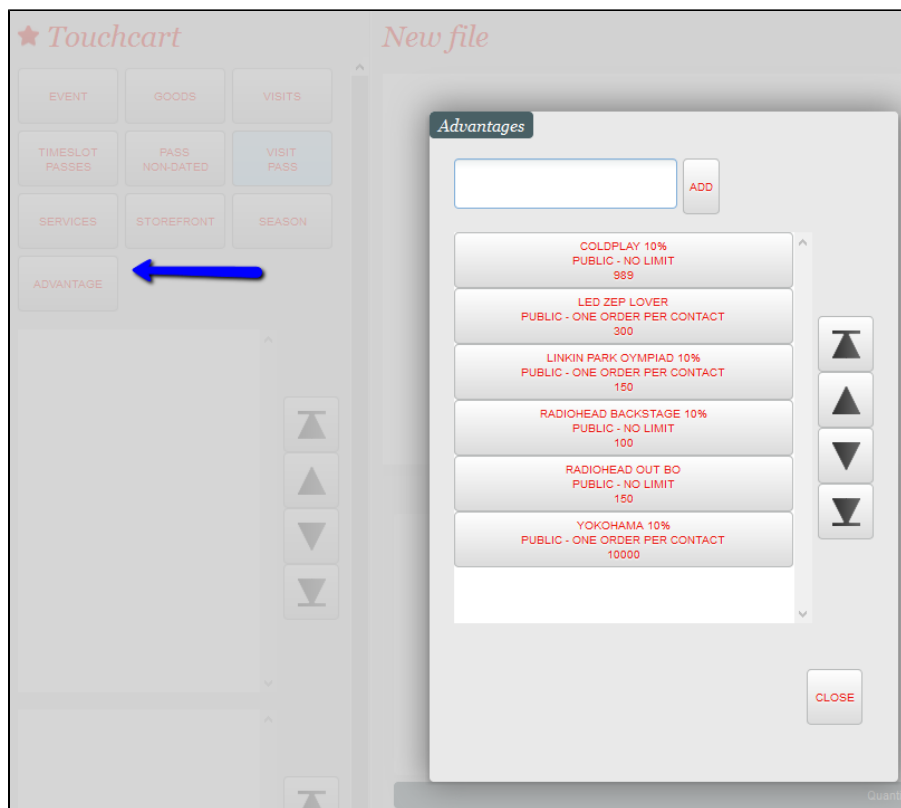 Touchcart
New file
EVENT
GOODS
VISITS
TIMESLOT
PASSES
PASS
NON-DATED
VISIT
PASS
SERVICES
STOREFRONT
SEASON
ADVANTAGE
Advantages
ADD
COLDPLAY 10%
PUBLIC - NO LIMIT
989
LED ZEP LOVER
PUBLIC - ONE ORDER PER CONTACT
300
LINKIN PARK OYMPIAD 10%
PUBLIC - ONE ORDER PER CONTACT
150
RADIOHEAD BACKSTAGE 10%
PUBLIC - NO LIMIT
100
RADIOHEAD OUT BO
PUBLIC - NO LIMIT
150
YOKOHAMA 10%
PUBLIC - ONE ORDER PER CONTACT
10000
CLOSE
Quant